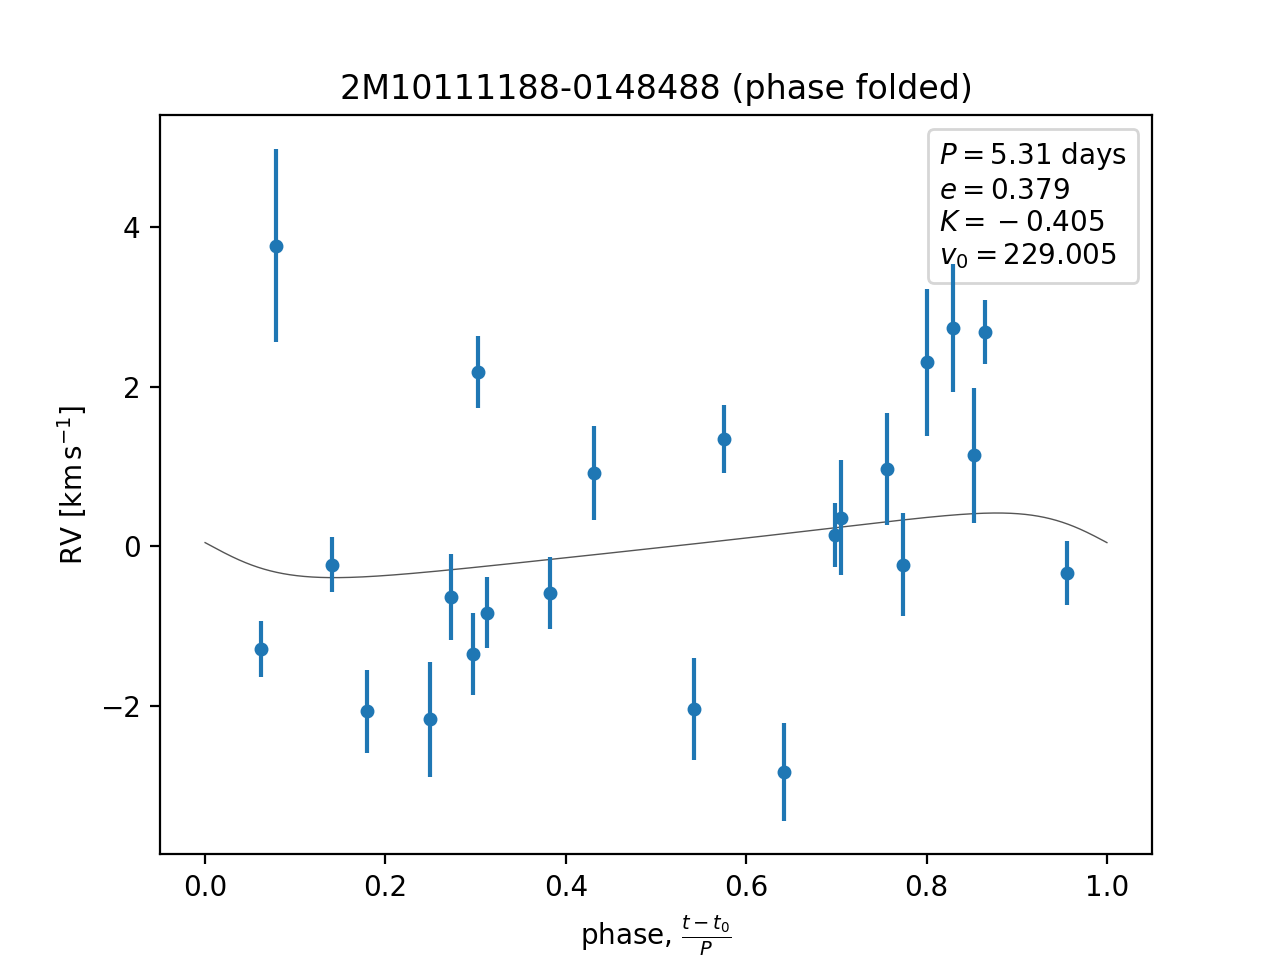 2M10111188-0148488 (phase folded)
P = 5.31 days
e = 0.379
K = −0.405
v₀ = 229.005
4
2
0
−2
RV [km s⁻¹]
0.0 0.2 0.4 0.6 0.8 1.0
phase, (t − t₀)/P